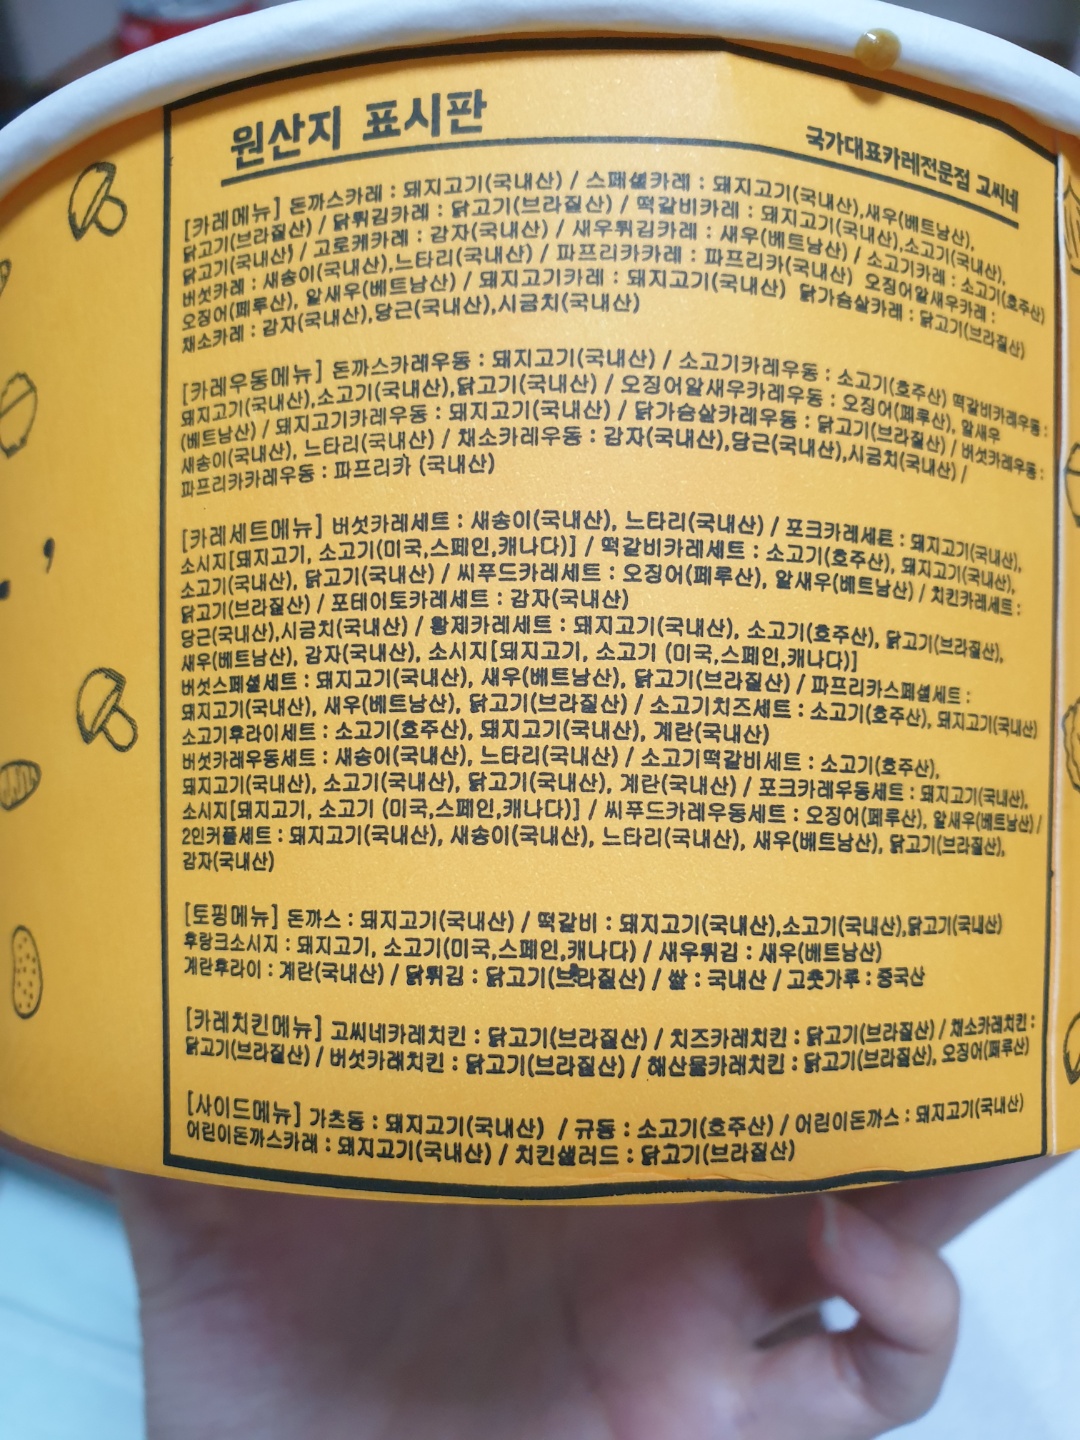 원산지 표시판
국가대표카레전문점 고씨네
[카레메뉴] 돈까스카레 : 돼지고기(국내산) / 스페셜카레 : 돼지고기(국내산),새우(베트남산),
닭고기(브라질산) / 닭튀김카레 : 닭고기(브라질산) / 떡갈비카레 : 돼지고기(국내산),소고기(국내산),
닭고기(국내산) / 고로케카레 : 감자(국내산) / 새우튀김카레 : 새우(베트남산) / 소고기카레 : 소고기(호주산)
버섯카레 : 새송이(국내산),느타리(국내산) / 파프리카카레 : 파프리카(국내산) 오징어알새우카레 :
오징어(페루산), 알새우(베트남산) / 돼지고기카레 : 돼지고기(국내산) 닭가슴살카레 : 닭고기(브라질산)
채소카레 : 감자(국내산),당근(국내산),시금치(국내산)
[카레우동메뉴] 돈까스카레우동 : 돼지고기(국내산) / 소고기카레우동 : 소고기(호주산) 떡갈비카레우동 :
돼지고기(국내산),소고기(국내산),닭고기(국내산) / 오징어알새우카레우동 : 오징어(페루산), 알새우
(베트남산) / 돼지고기카레우동 : 돼지고기(국내산) / 닭가슴살카레우동 : 닭고기(브라질산) / 버섯카레우동 :
새송이(국내산), 느타리(국내산) / 채소카레우동 : 감자(국내산),당근(국내산),시금치(국내산) /
파프리카카레우동 : 파프리카 (국내산)
[카레세트메뉴] 버섯카레세트 : 새송이(국내산), 느타리(국내산) / 포크카레세트 : 돼지고기(국내산),
소시지[돼지고기, 소고기(미국,스페인,캐나다)] / 떡갈비카레세트 : 소고기(호주산), 돼지고기(국내산),
소고기(국내산), 닭고기(국내산) / 씨푸드카레세트 : 오징어(페루산), 알새우(베트남산) / 치킨카레세트 :
닭고기(브라질산) / 포테이토카레세트 : 감자(국내산)
당근(국내산),시금치(국내산) / 황제카레세트 : 돼지고기(국내산), 소고기(호주산), 닭고기(브라질산),
새우(베트남산), 감자(국내산), 소시지[돼지고기, 소고기 (미국,스페인,캐나다)]
버섯스페셜세트 : 돼지고기(국내산), 새우(베트남산), 닭고기(브라질산) / 파프리카스페셜세트 :
돼지고기(국내산), 새우(베트남산), 닭고기(브라질산) / 소고기치즈세트 : 소고기(호주산), 돼지고기(국내산)
소고기후라이세트 : 소고기(호주산), 돼지고기(국내산), 계란(국내산)
버섯카레우동세트 : 새송이(국내산), 느타리(국내산) / 소고기떡갈비세트 : 소고기(호주산),
돼지고기(국내산), 소고기(국내산), 닭고기(국내산), 계란(국내산) / 포크카레우동세트 : 돼지고기(국내산),
소시지[돼지고기, 소고기 (미국,스페인,캐나다)] / 씨푸드카레우동세트 : 오징어(페루산), 알새우(베트남산) /
2인커플세트 : 돼지고기(국내산), 새송이(국내산), 느타리(국내산), 새우(베트남산), 닭고기(브라질산),
감자(국내산)
[토핑메뉴] 돈까스 : 돼지고기(국내산) / 떡갈비 : 돼지고기(국내산),소고기(국내산),닭고기(국내산)
후랑크소시지 : 돼지고기, 소고기(미국,스페인,캐나다) / 새우튀김 : 새우(베트남산)
계란후라이 : 계란(국내산) / 닭튀김 : 닭고기(브라질산) / 쌀 : 국내산 / 고춧가루 : 중국산
[카레치킨메뉴] 고씨네카레치킨 : 닭고기(브라질산) / 치즈카레치킨 : 닭고기(브라질산) / 채소카레치킨 :
닭고기(브라질산) / 버섯카레치킨 : 닭고기(브라질산) / 해산물카레치킨 : 닭고기(브라질산), 오징어(페루산)
[사이드메뉴] 가츠동 : 돼지고기(국내산) / 규동 : 소고기(호주산) / 어린이돈까스 : 돼지고기(국내산)
어린이돈까스카레 : 돼지고기(국내산) / 치킨샐러드 : 닭고기(브라질산)